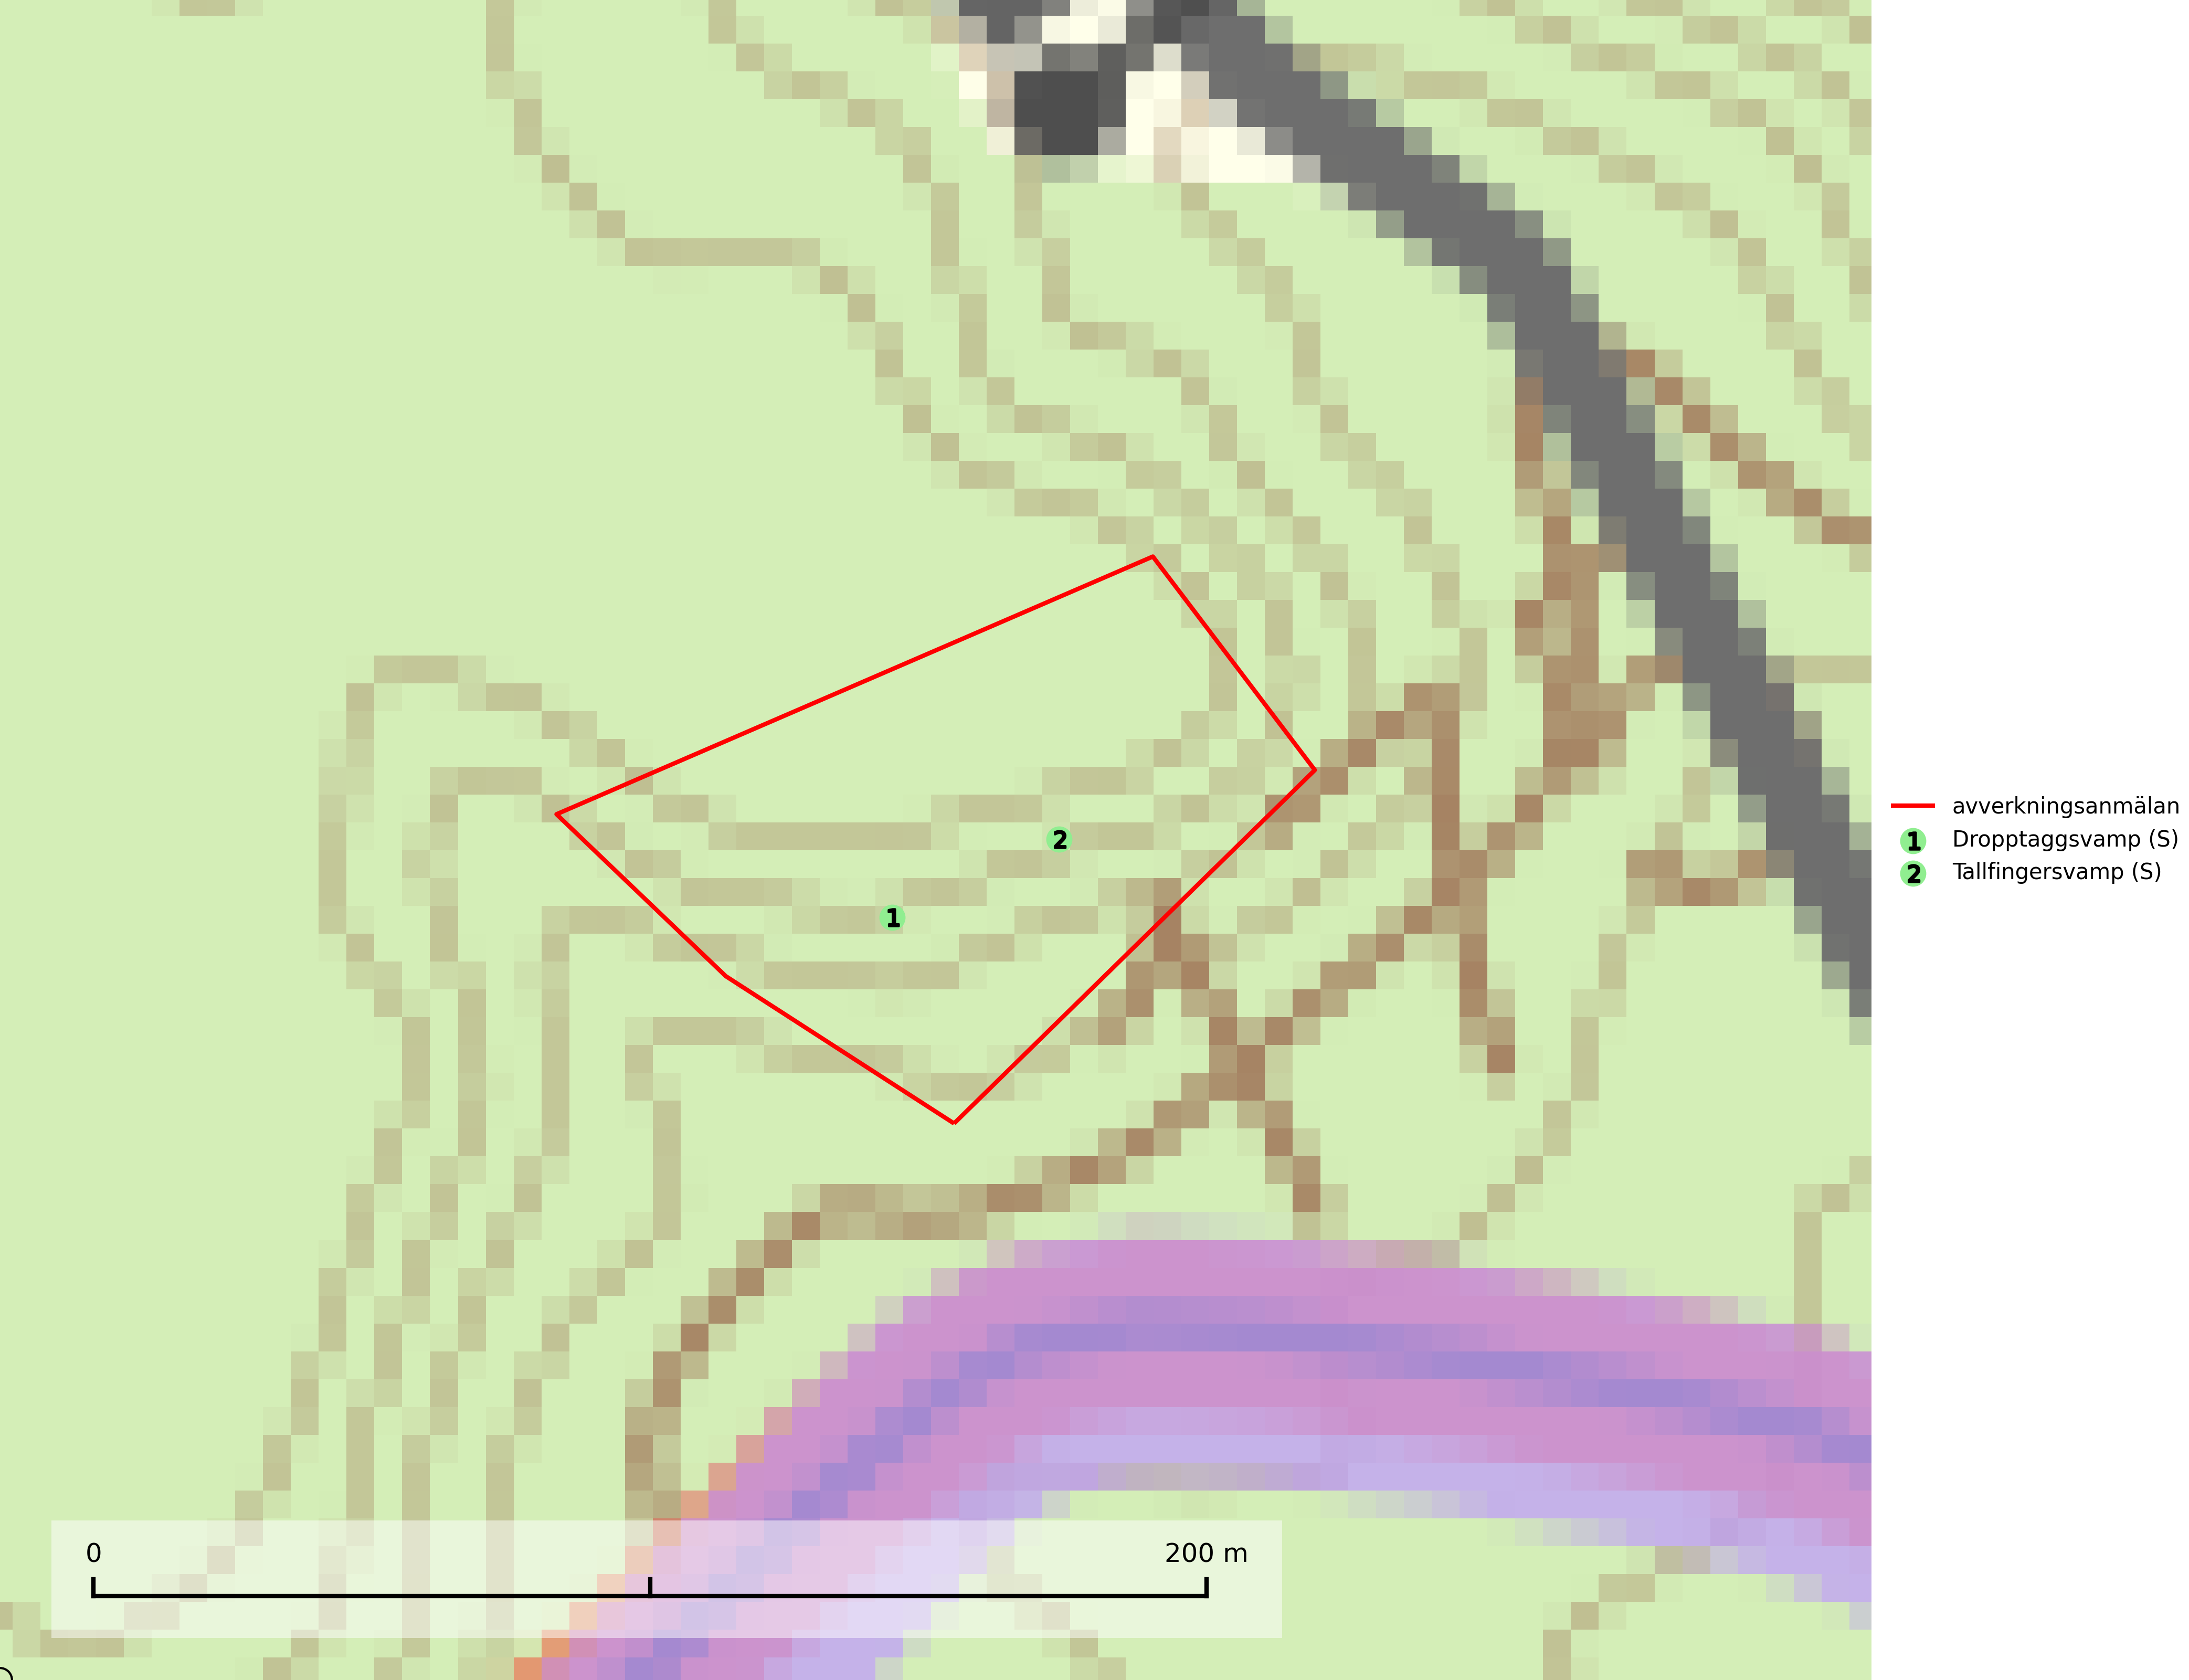 2
1
avverkningsanmälan
1 Dropptaggsvamp (S)
2 Tallfingersvamp (S)
0 200 m